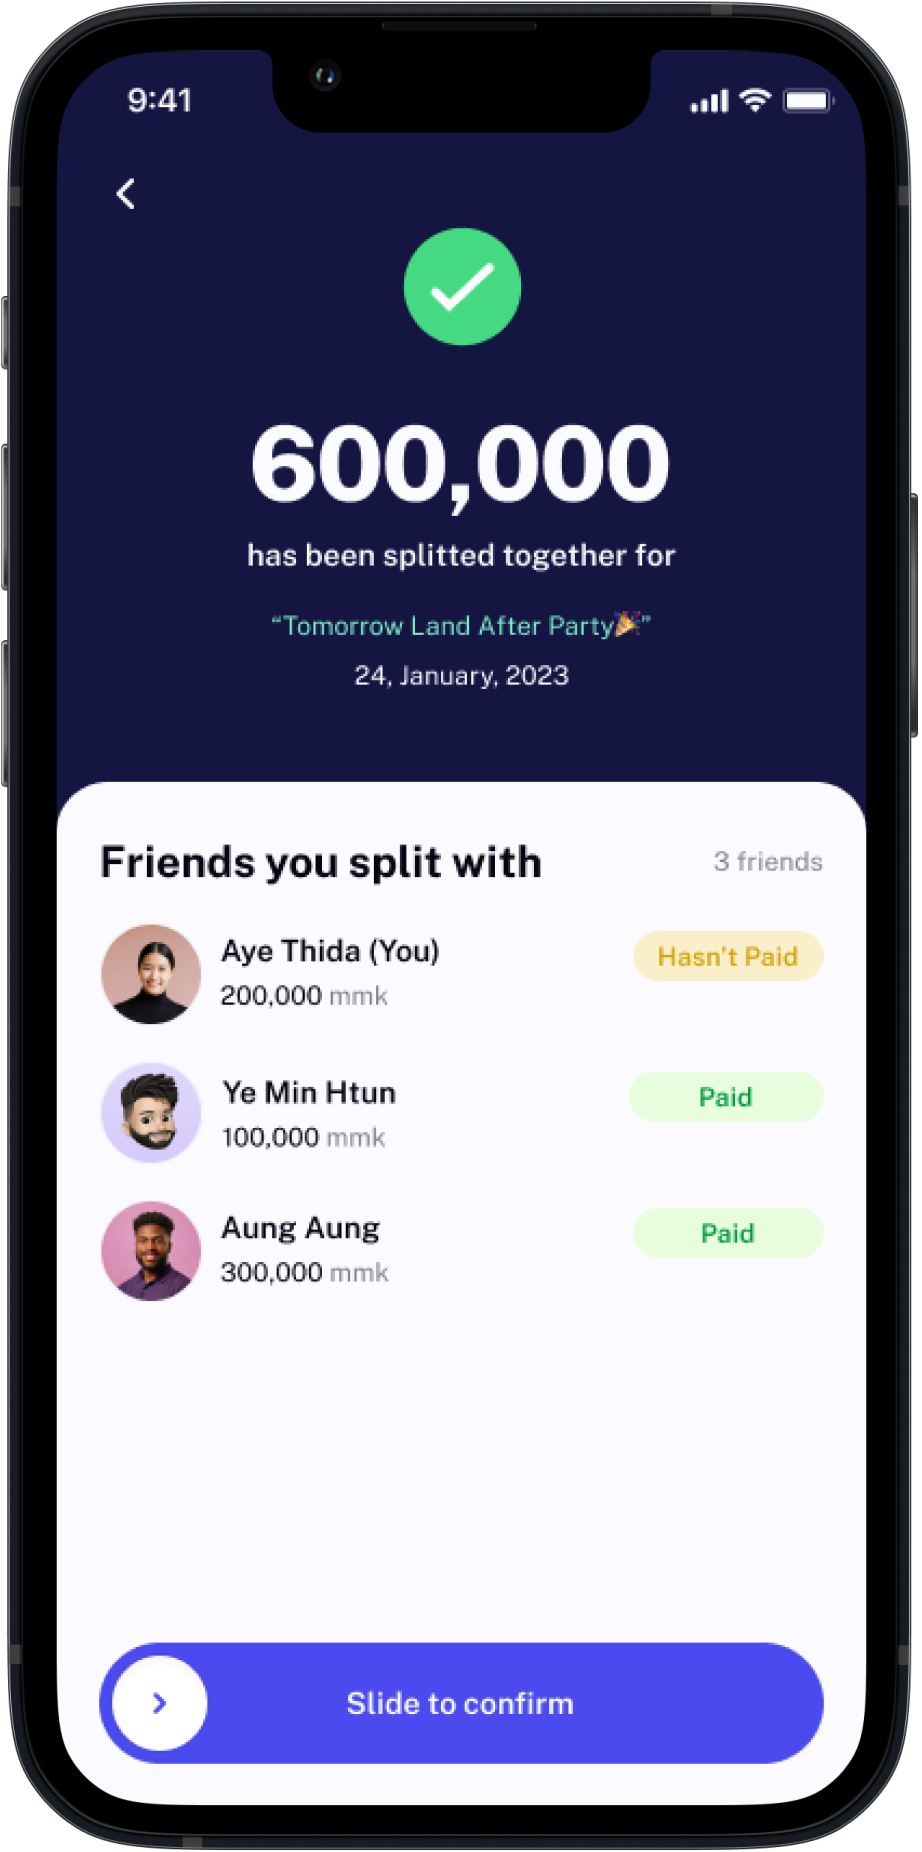 9:41
600,000
has been splitted together for
“Tomorrow Land After Party🎉”
24, January, 2023
Friends you split with
3 friends
Aye Thida (You)
Hasn't Paid
200,000 mmk
Ye Min Htun
Paid
100,000 mmk
Aung Aung
Paid
300,000 mmk
Slide to confirm